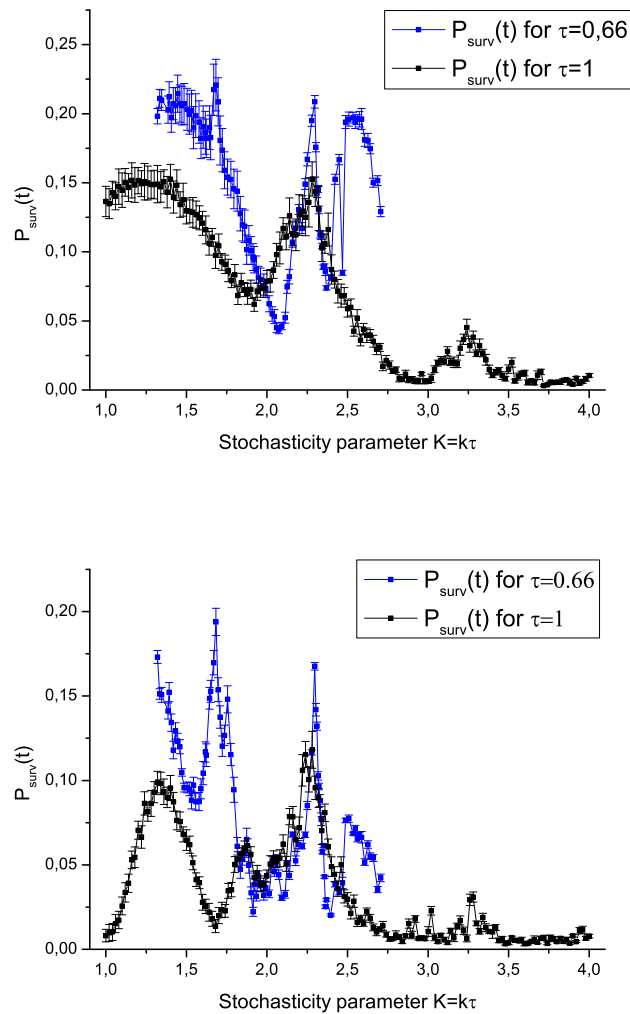 P_surv(t) for τ=0,66
P_surv(t) for τ=1
0,25
0,20
0,15
0,10
0,05
0,00
P_surv(t)
1,0 1,5 2,0 2,5 3,0 3,5 4,0
Stochasticity parameter K=kτ
P_surv(t) for τ=0.66
P_surv(t) for τ=1
0,20
0,15
0,10
0,05
0,00
P_surv(t)
1,0 1,5 2,0 2,5 3,0 3,5 4,0
Stochasticity parameter K=kτ